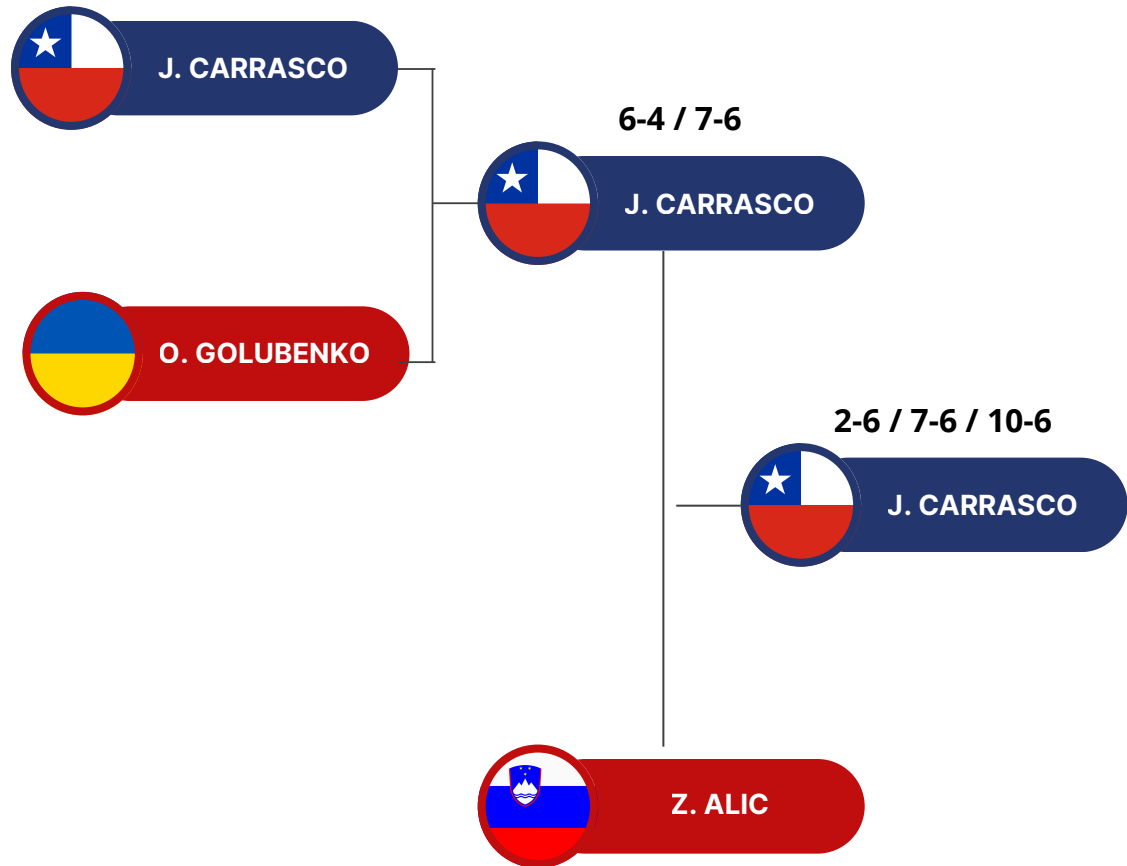 J. CARRASCO
6-4 / 7-6
J. CARRASCO
O. GOLUBENKO
2-6 / 7-6 / 10-6
J. CARRASCO
Z. ALIC